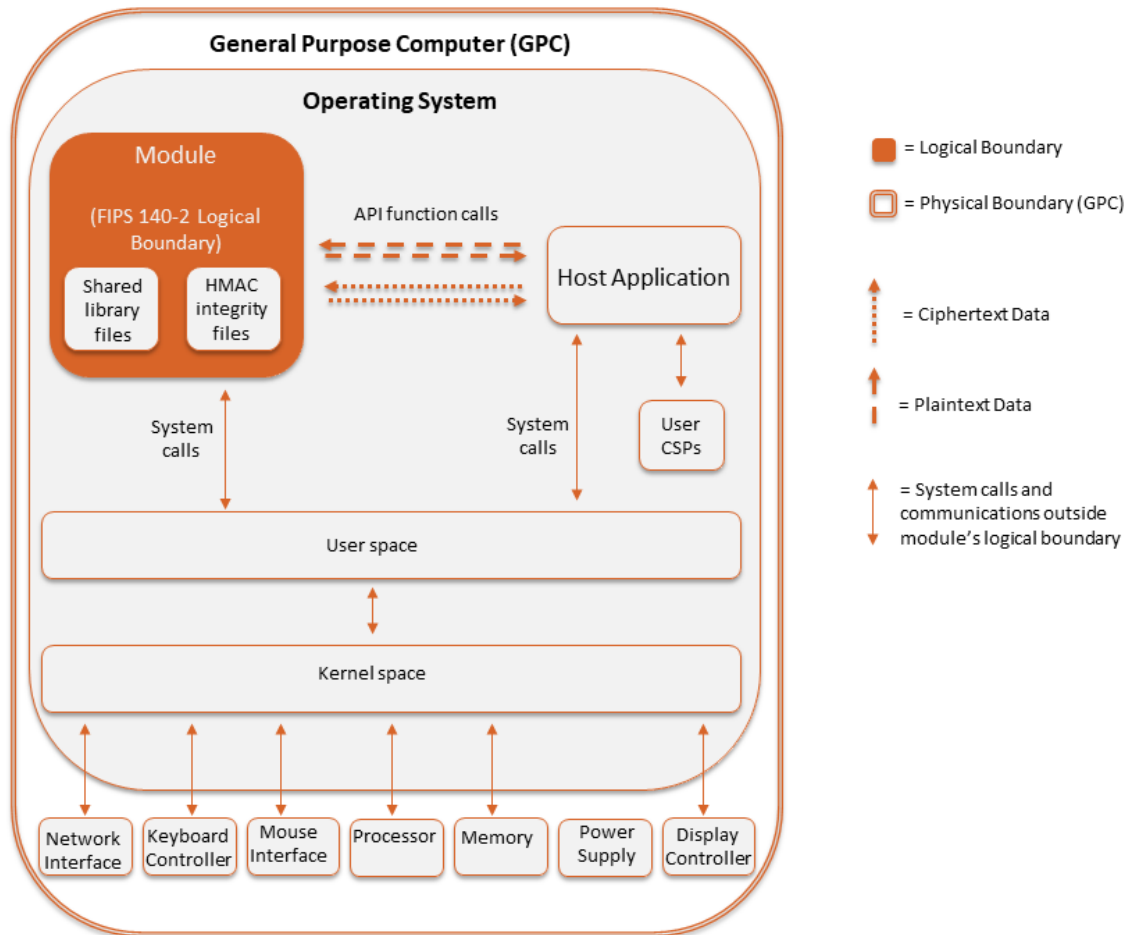 General Purpose Computer (GPC)
Operating System
Module
(FIPS 140-2 Logical
Boundary)
Shared
library
files
HMAC
integrity
files
API function calls
Host Application
System
calls
System
calls
User
CSPs
User space
Kernel space
Network
Interface
Keyboard
Controller
Mouse
Interface
Processor
Memory
Power
Supply
Display
Controller
= Logical Boundary
= Physical Boundary (GPC)
= Ciphertext Data
= Plaintext Data
= System calls and
communications outside
module's logical boundary